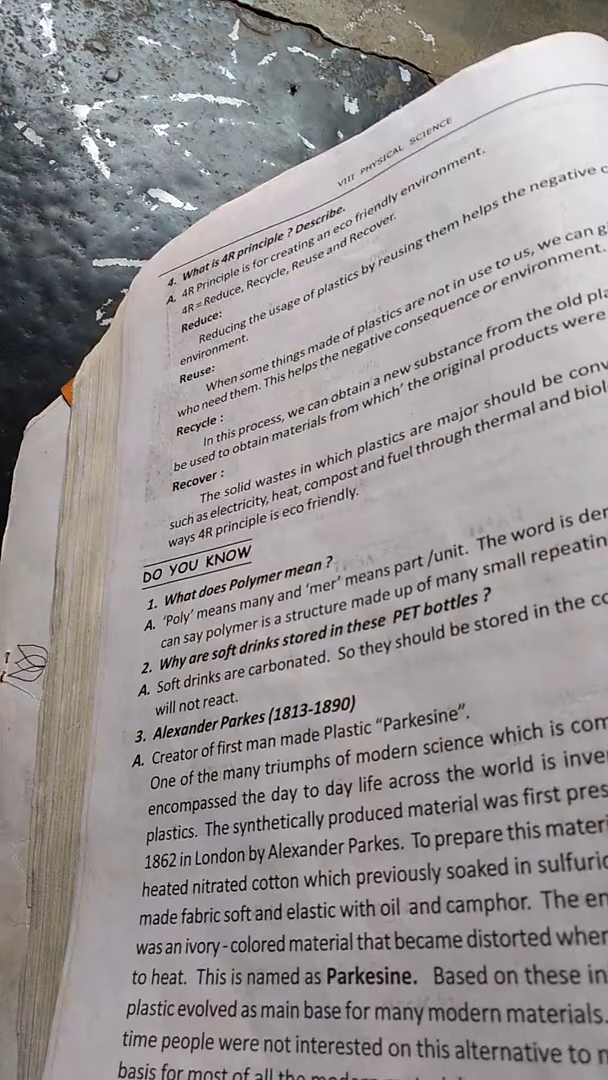 VIII PHYSICAL SCIENCE
4. What is 4R principle ? Describe.
A. 4R Principle is for creating an eco friendly environment.
4R = Reduce, Recycle, Reuse and Recover.
Reduce:
Reducing the usage of plastics by reusing them helps the negative
environment.
Reuse:
When some things made of plastics are not in use to us, we can
who need them. This helps the negative consequence or environment.
Recycle :
In this process, we can obtain a new substance from the old
be used to obtain materials from which' the original products were
Recover :
The solid wastes in which plastics are major should be
such as electricity, heat, compost and fuel through thermal and
ways 4R principle is eco friendly.
DO YOU KNOW
1. What does Polymer mean ?
A. 'Poly' means many and 'mer' means part /unit. The word is
can say polymer is a structure made up of many small
2. Why are soft drinks stored in these PET bottles ?
A. Soft drinks are carbonated. So they should be stored in the
will not react.
3. Alexander Parkes (1813-1890)
A. Creator of first man made Plastic "Parkesine".
One of the many triumphs of modern science which is
encompassed the day to day life across the world is
plastics. The synthetically produced material was first
1862 in London by Alexander Parkes. To prepare this
heated nitrated cotton which previously soaked in
made fabric soft and elastic with oil and camphor. The
was an ivory - colored material that became distorted
to heat. This is named as Parkesine. Based on these
plastic evolved as main base for many modern materials.
time people were not interested on this alternative to
basis for most of all the modern